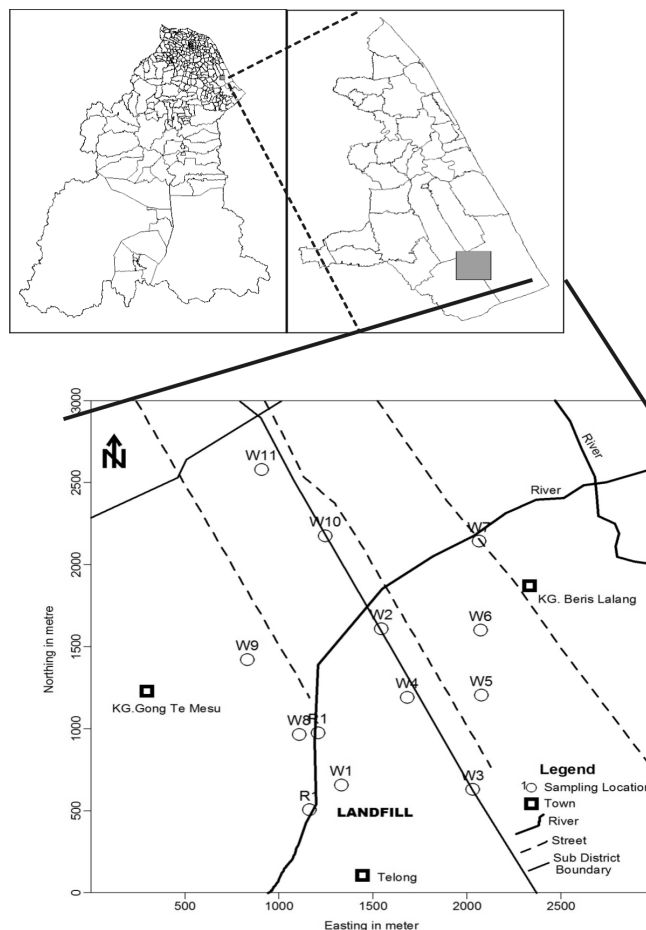 3000
2500
2000
1500
1000
500
0
Northing in metre
N
W11
W10
River
River
W7
KG. Beris Lalang
W2
W6
W9
W4
W5
KG.Gong Te Mesu
W8
R1
W1
W3
R1
LANDFILL
Telong
Legend
1 Sampling Location
Town
River
Street
Sub District
Boundary
500
1000
1500
2000
2500
Easting in meter